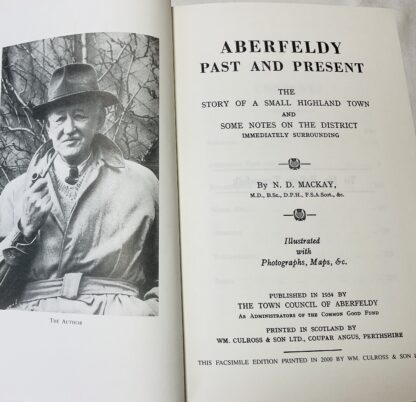 THE AUTHOR
ABERFELDY
PAST AND PRESENT
THE
STORY OF A SMALL HIGHLAND TOWN
AND
SOME NOTES ON THE DISTRICT
IMMEDIATELY SURROUNDING
By N. D. MACKAY,
M.D., B.Sc., D.P.H., F.S.A Scot., &c.
Illustrated
with
Photographs, Maps, &c.
PUBLISHED IN 1954 BY
THE TOWN COUNCIL OF ABERFELDY
AS ADMINISTRATORS OF THE COMMON GOOD FUND
PRINTED IN SCOTLAND BY
WM. CULROSS & SON LTD., COUPAR ANGUS, PERTHSHIRE
THIS FACSIMILE EDITION PRINTED IN 2000 BY WM. CULROSS & SON L